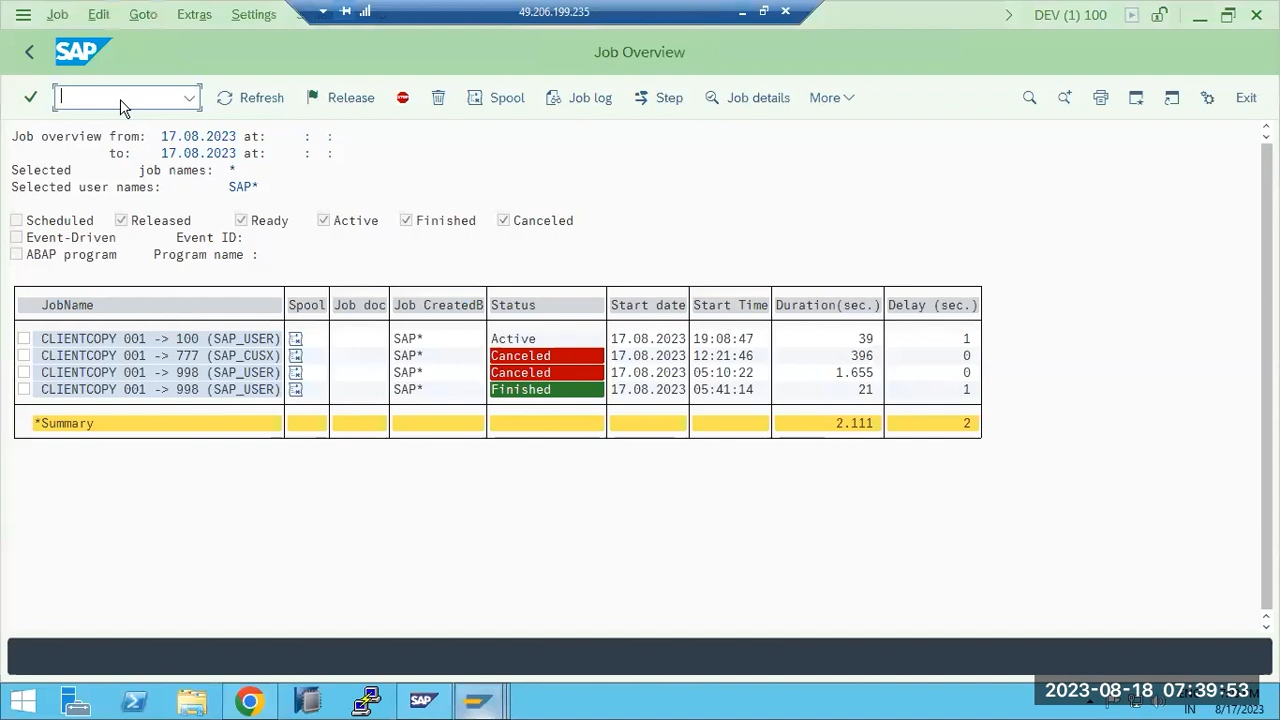 Job Edit Goto Extras Settings 49.206.199.235 DEV (1) 100
SAP Job Overview
Refresh Release STOP Spool Job log Step Job details More Exit
Job overview from: 17.08.2023 at: : :
to: 17.08.2023 at: : :
Selected job names: *
Selected user names: SAP*
Scheduled Released Ready Active Finished Canceled
Event-Driven Event ID:
ABAP program Program name :
JobName Spool Job doc Job CreatedB Status Start date Start Time Duration(sec.) Delay (sec.)
CLIENTCOPY 001 -> 100 (SAP_USER) SAP* Active 17.08.2023 19:08:47 39 1
CLIENTCOPY 001 -> 777 (SAP_CUSX) SAP* Canceled 17.08.2023 12:21:46 396 0
CLIENTCOPY 001 -> 998 (SAP_USER) SAP* Canceled 17.08.2023 05:10:22 1.655 0
CLIENTCOPY 001 -> 998 (SAP_USER) SAP* Finished 17.08.2023 05:41:14 21 1
*Summary 2.111 2
SAP
2023-08-18 07:39:53
IN 8/17/2023